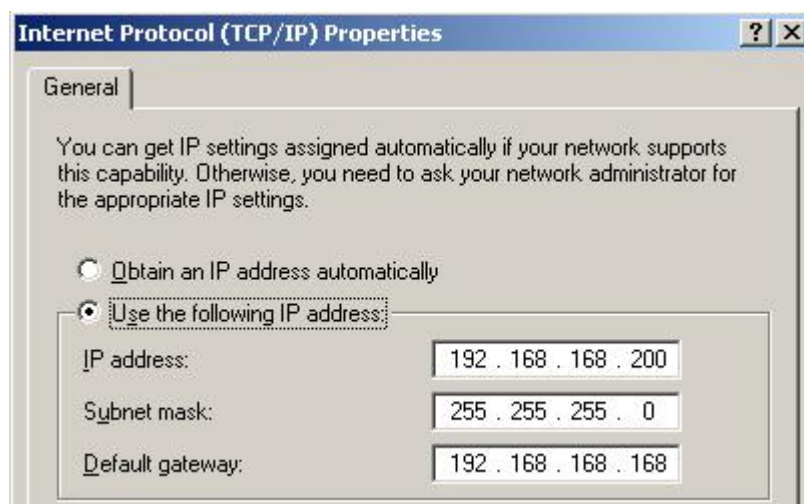 Internet Protocol (TCP/IP) Properties
General
You can get IP settings assigned automatically if your network supports
this capability. Otherwise, you need to ask your network administrator for
the appropriate IP settings.
Obtain an IP address automatically
Use the following IP address:
IP address: 192 . 168 . 168 . 200
Subnet mask: 255 . 255 . 255 . 0
Default gateway: 192 . 168 . 168 . 168